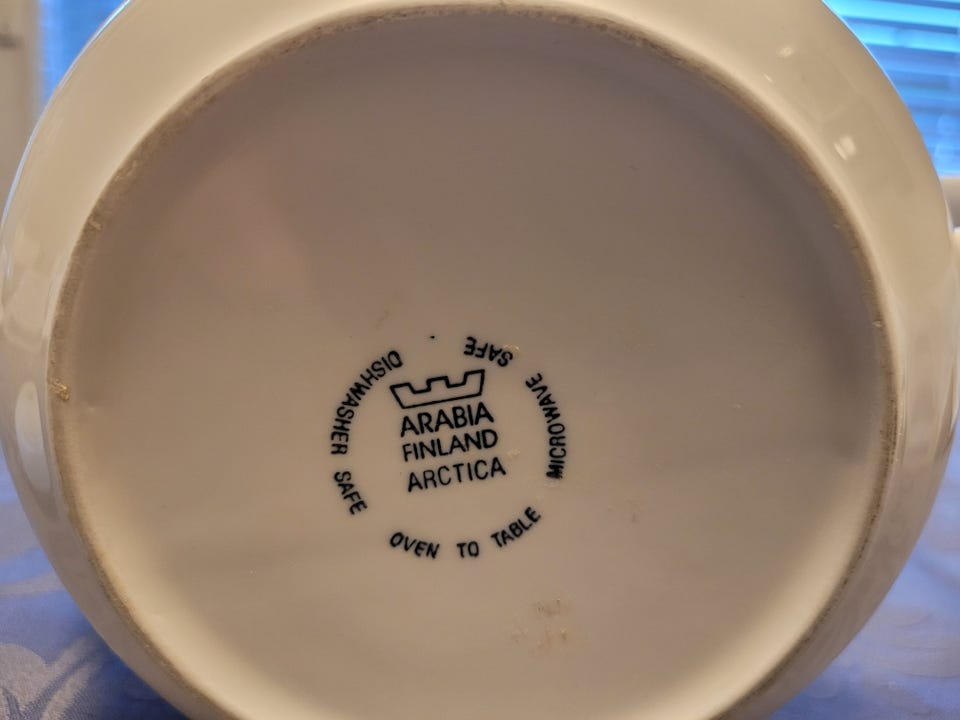 ARABIA
FINLAND
ARCTICA
DISHWASHER SAFE
OVEN TO TABLE
MICROWAVE SAFE